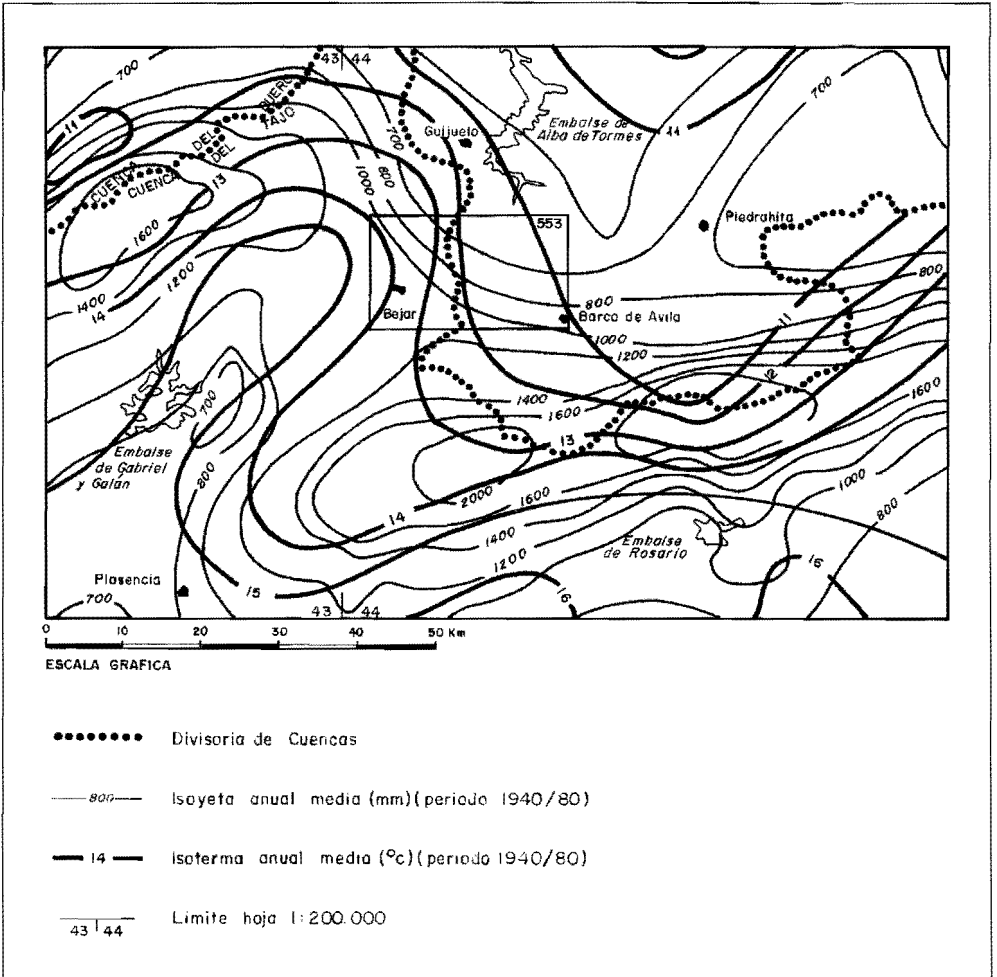 700
43 44
700
11
CUENCA DEL DUERO
CUENCA DEL TAJO
13
Guijuelo
700
800
1000
Embalse de
Alba de Tormes
11
1600
1200
1400
14
553
Piedrahita
800
Bejar
800
Barco de Avila
1000
1200
11
12
700
1400
1600
1600
13
Embalse
de Gabriel
y Galán
800
2000
1600
14
1400
1000
800
Embalse
de Rosario
1200
Plasencia
15
16
16
700
43 44
0 10 20 30 40 50 Km
ESCALA GRAFICA
Divisoria de Cuencas
800 Isoyeta anual media (mm) (periodo 1940/80)
14 Isoterma anual media (ºc) (periodo 1940/80)
43 44 Límite hoja 1:200.000